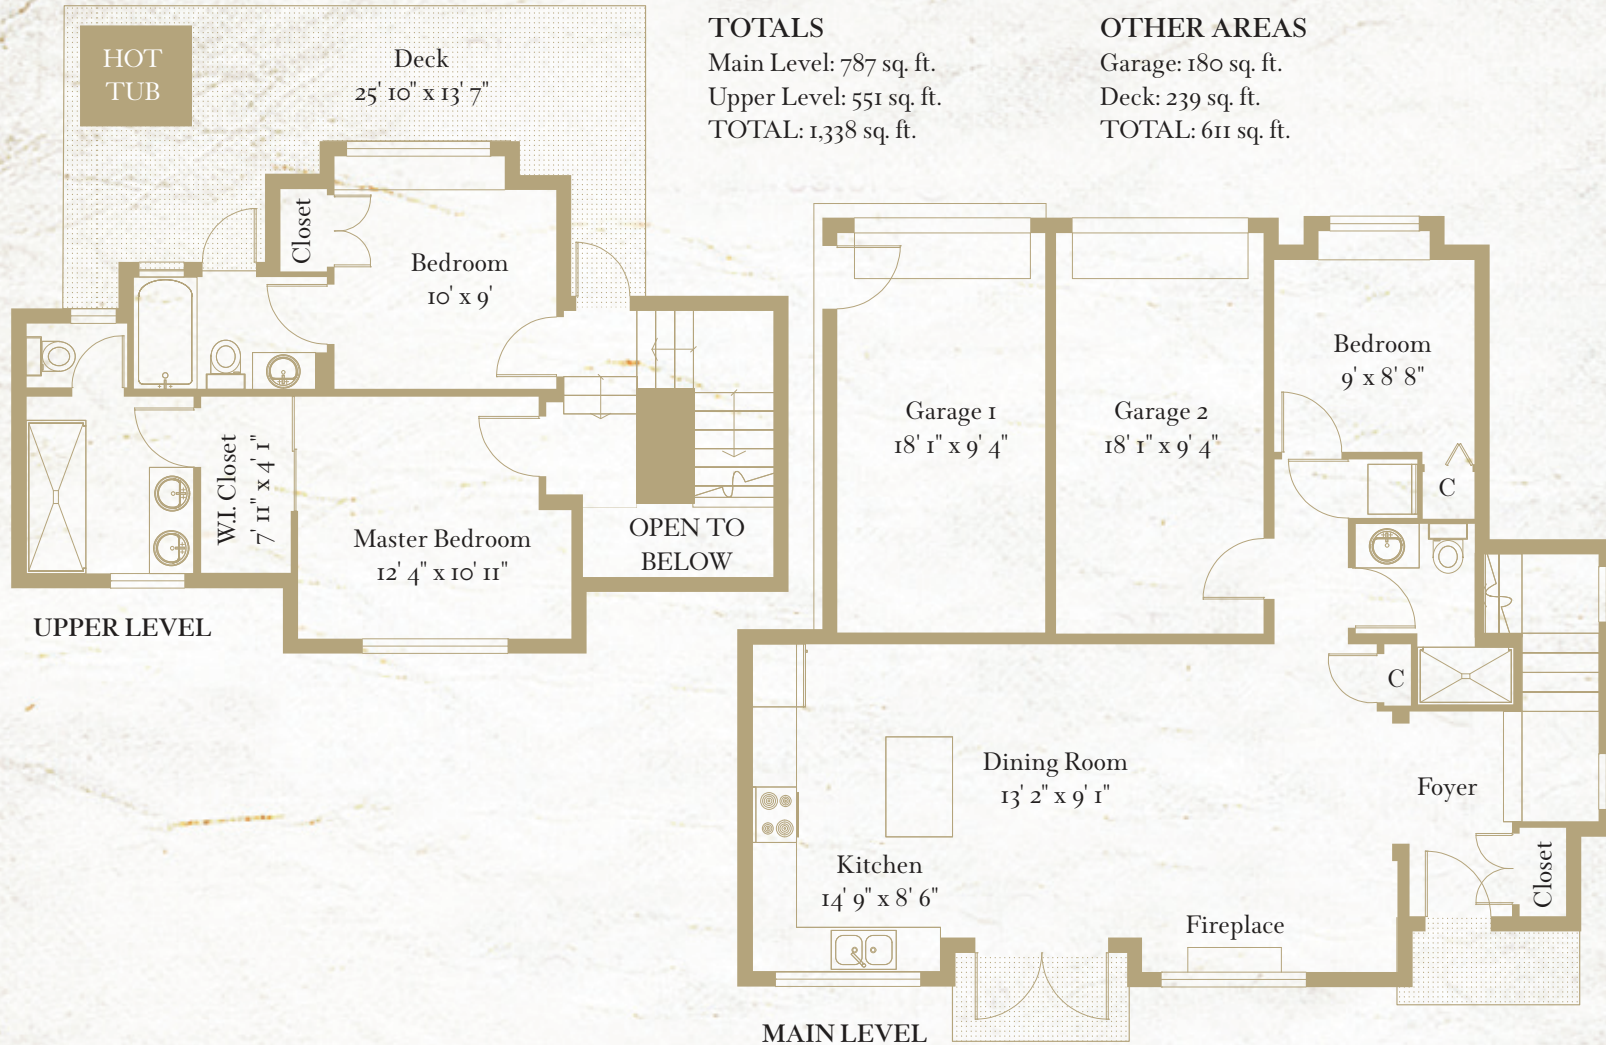 TOTALS
Main Level: 787 sq. ft.
Upper Level: 551 sq. ft.
TOTAL: 1,338 sq. ft.
OTHER AREAS
Garage: 180 sq. ft.
Deck: 239 sq. ft.
TOTAL: 611 sq. ft.
HOT
TUB
Deck
25' 10" x 13' 7"
Closet
Bedroom
10' x 9'
W.I. Closet
7' 11" x 4' 1"
Master Bedroom
12' 4" x 10' 11"
OPEN TO
BELOW
UPPER LEVEL
Garage 1
18' 1" x 9' 4"
Garage 2
18' 1" x 9' 4"
Bedroom
9' x 8' 8"
C
C
Dining Room
13' 2" x 9' 1"
Foyer
Kitchen
14' 9" x 8' 6"
Closet
Fireplace
MAIN LEVEL